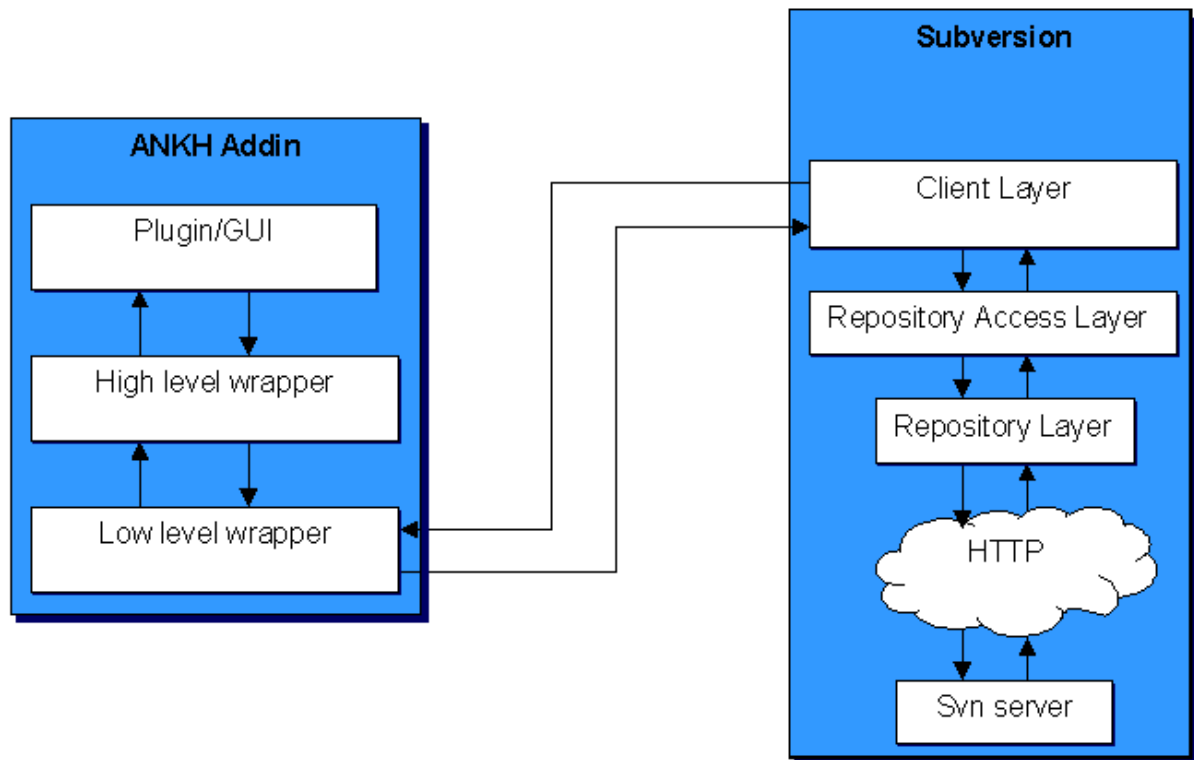 ANKH Addin
Plugin/GUI
High level wrapper
Low level wrapper
Subversion
Client Layer
Repository Access Layer
Repository Layer
HTTP
Svn server